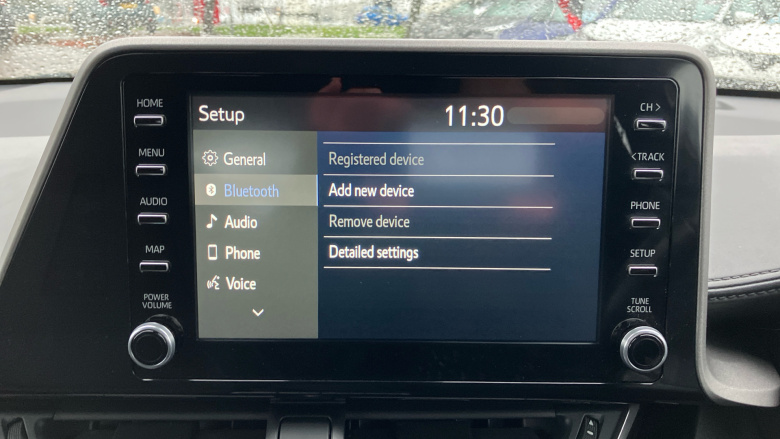 HOME
MENU
AUDIO
MAP
POWER
VOLUME
Setup
11:30
General
Bluetooth
Audio
Phone
Voice
Registered device
Add new device
Remove device
Detailed settings
CH >
< TRACK
PHONE
SETUP
TUNE
SCROLL